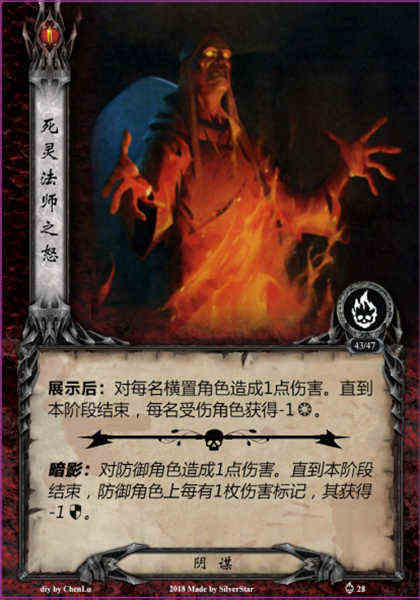 死灵法师之怒
43/47
展示后：对每名横置角色造成1点伤害。直到
本阶段结束，每名受伤角色获得-1。
暗影：对防御角色造成1点伤害。直到本阶段
结束，防御角色上每有1枚伤害标记，其获得
-1。
阴谋
diy by ChenLu
2018 Made by SilverStar
28